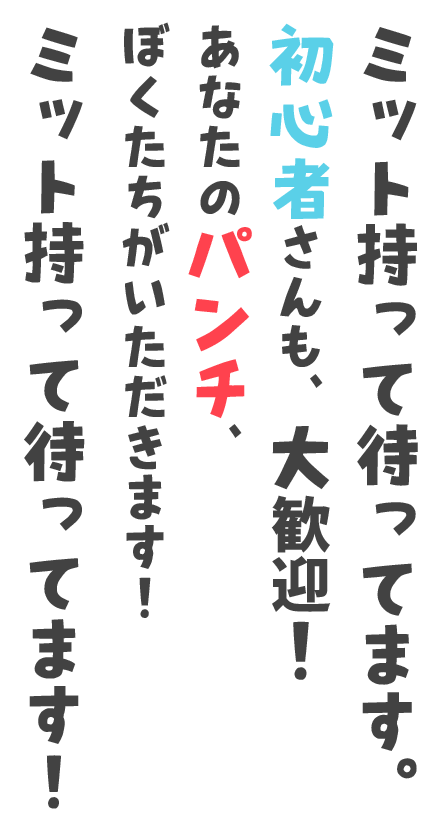 ミット持って待ってます。
初心者さんも、大歓迎！
あなたのパンチ、
ぼくたちがいただきます！
ミット持って待ってます！